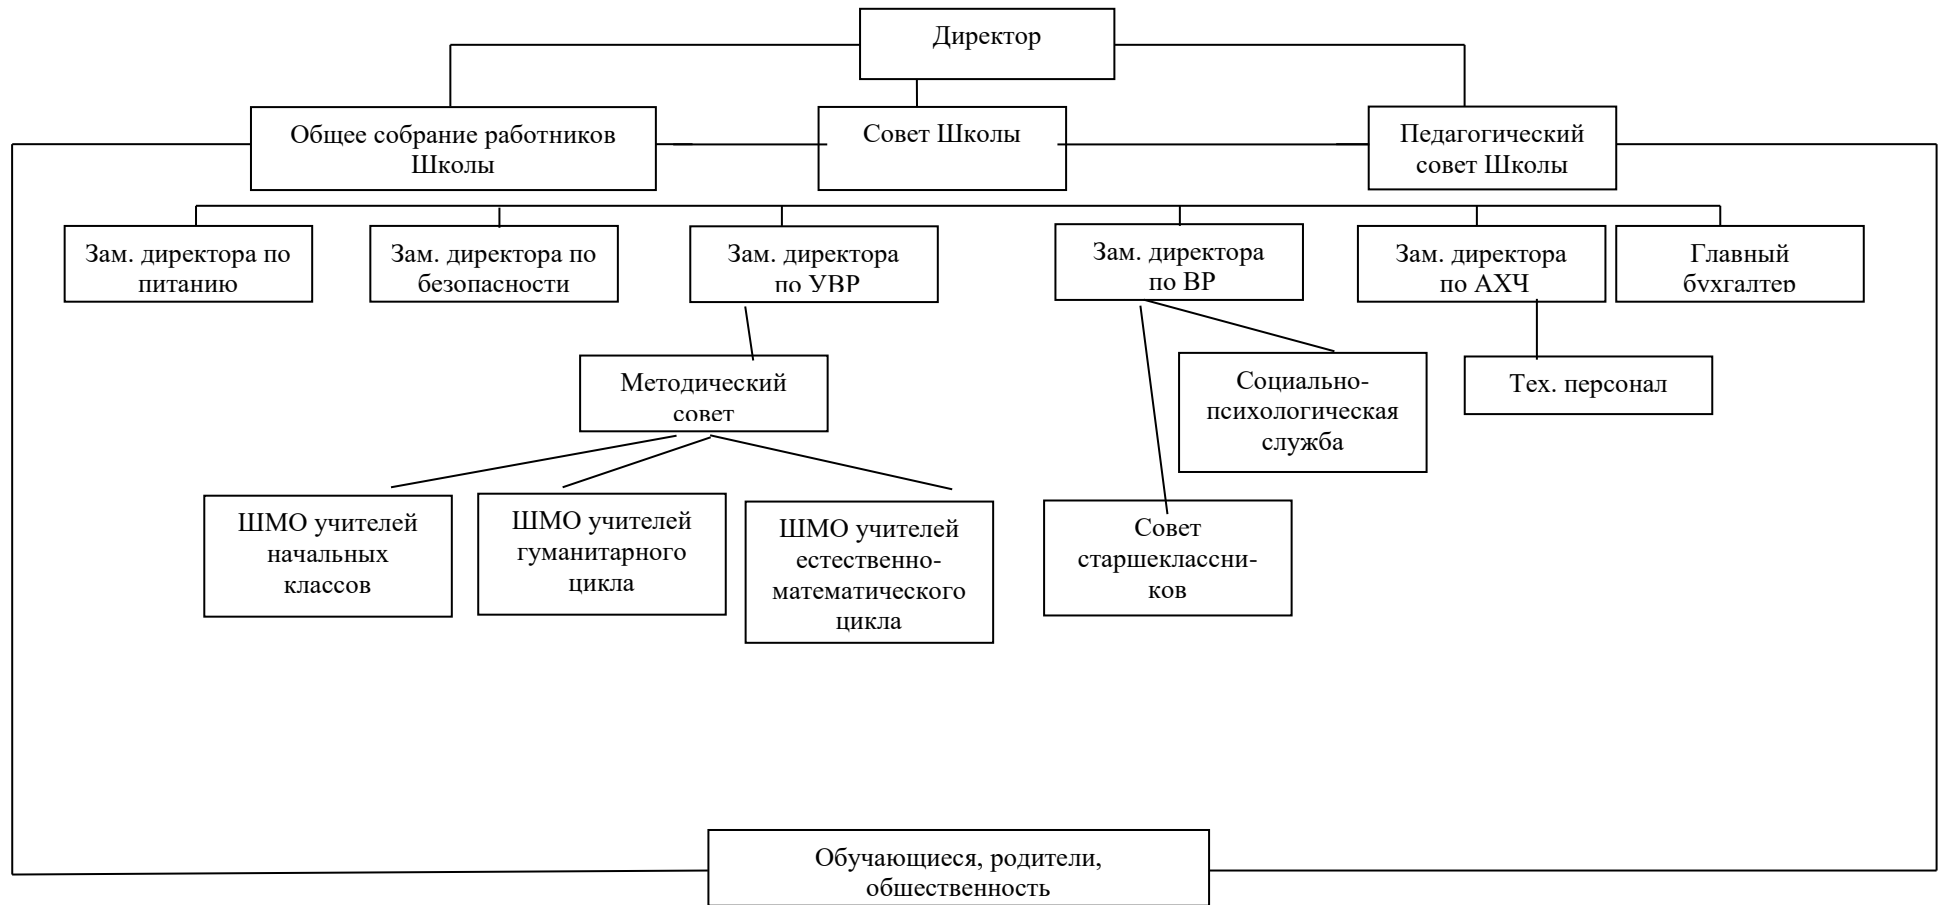 Директор
Общее собрание работников
Школы
Совет Школы
Педагогический
совет Школы
Зам. директора по
питанию
Зам. директора по
безопасности
Зам. директора
по УВР
Зам. директора
по ВР
Зам. директора
по АХЧ
Главный
бухгалтер
Методический
совет
Социально-
психологическая
служба
Тех. персонал
ШМО учителей
начальных
классов
ШМО учителей
гуманитарного
цикла
ШМО учителей
естественно-
математического
цикла
Совет
старшеклассни-
ков
Обучающиеся, родители,
общественность